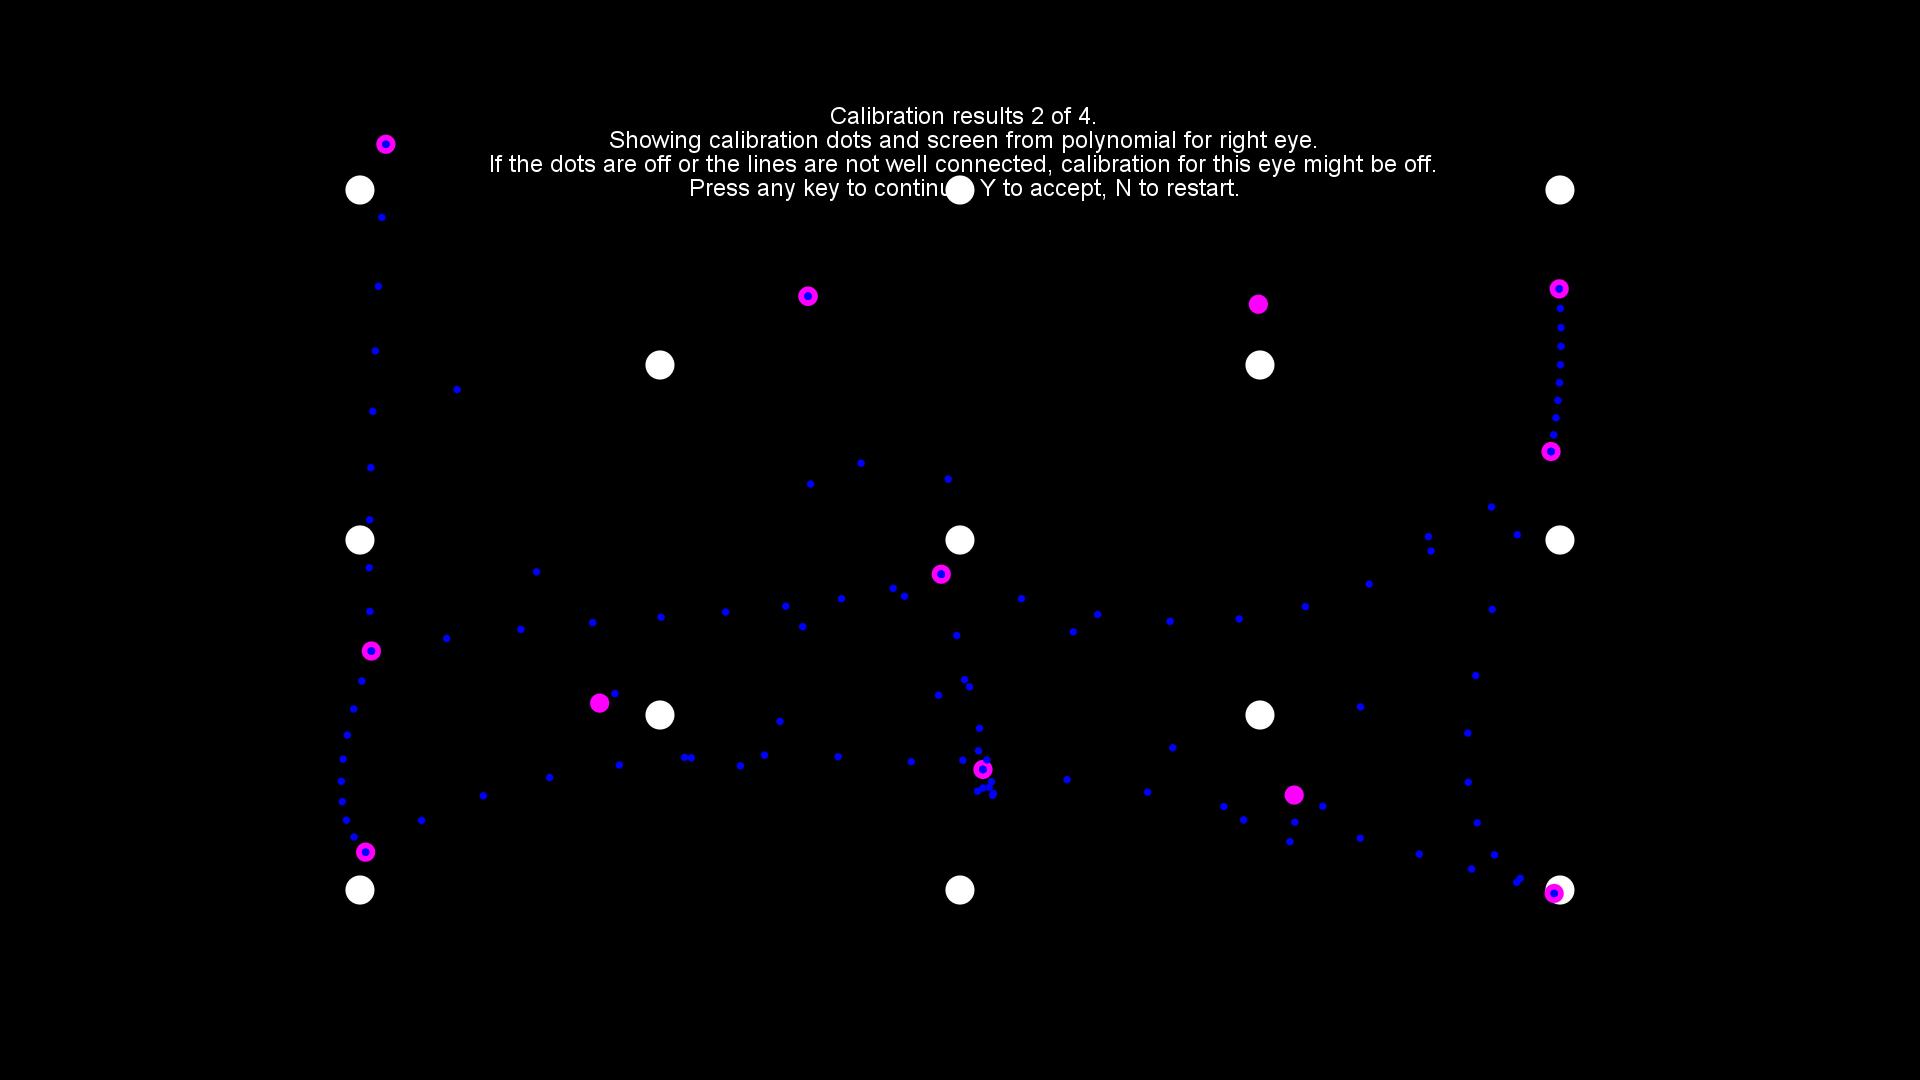 Calibration results 2 of 4.
Showing calibration dots and screen from polynomial for right eye.
If the dots are off or the lines are not well connected, calibration for this eye might be off.
Press any key to continu Y to accept, N to restart.